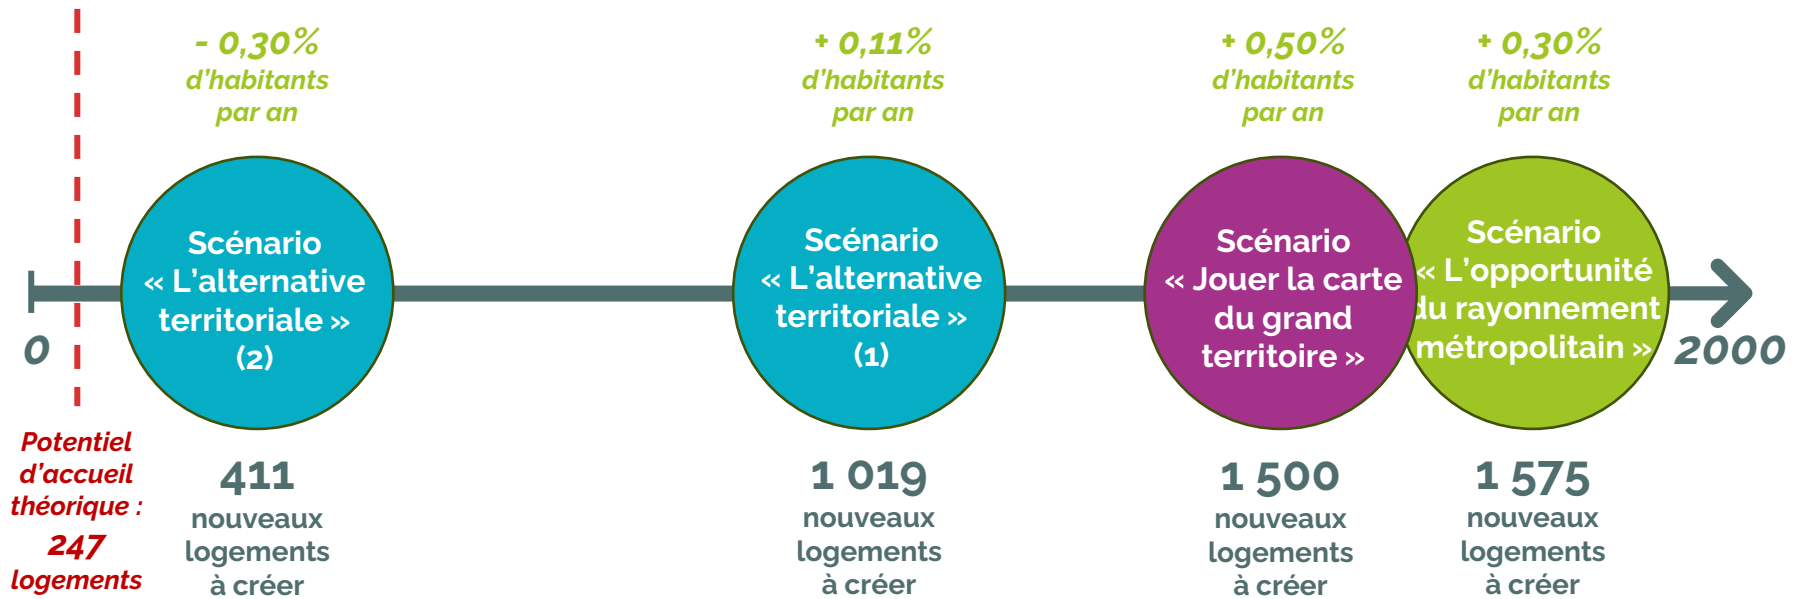 - 0,30%
d'habitants
par an
+ 0,11%
d'habitants
par an
+ 0,50%
d'habitants
par an
+ 0,30%
d'habitants
par an
Scénario
« L'alternative
territoriale »
(2)
Scénario
« L'alternative
territoriale »
(1)
Scénario
« Jouer la carte
du grand
territoire »
Scénario
« L'opportunité
du rayonnement
métropolitain »
0
2000
Potentiel
d'accueil
théorique :
247
logements
411
nouveaux
logements
à créer
1 019
nouveaux
logements
à créer
1 500
nouveaux
logements
à créer
1 575
nouveaux
logements
à créer